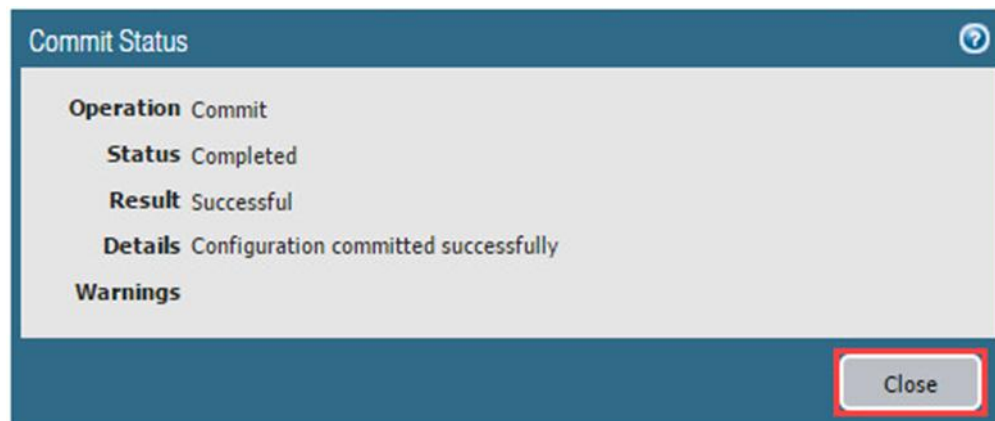 Commit Status
?
Operation Commit
Status Completed
Result Successful
Details Configuration committed successfully
Warnings
Close